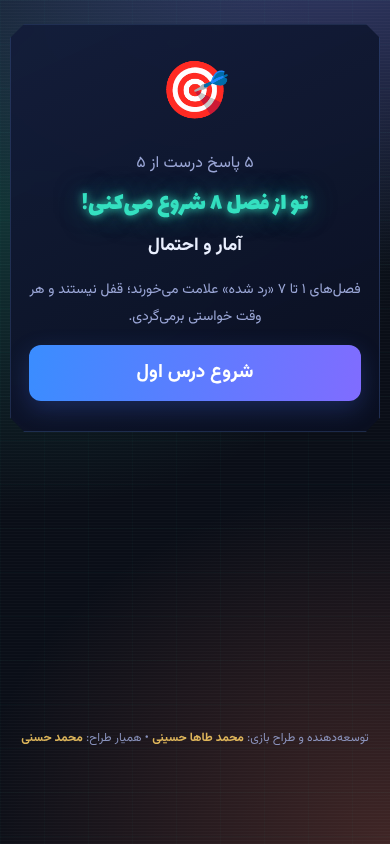 ۵ پاسخ درست از ۵
تو از فصل ۸ شروع می‌کنی!
آمار و احتمال
فصل‌های ۱ تا ۷ «رد شده» علامت می‌خورند؛ قفل نیستند و هر
وقت خواستی برمی‌گردی.
شروع درس اول
توسعه‌دهنده و طراح بازی: محمد طاها حسینی • همیار طراح: محمد حسنی